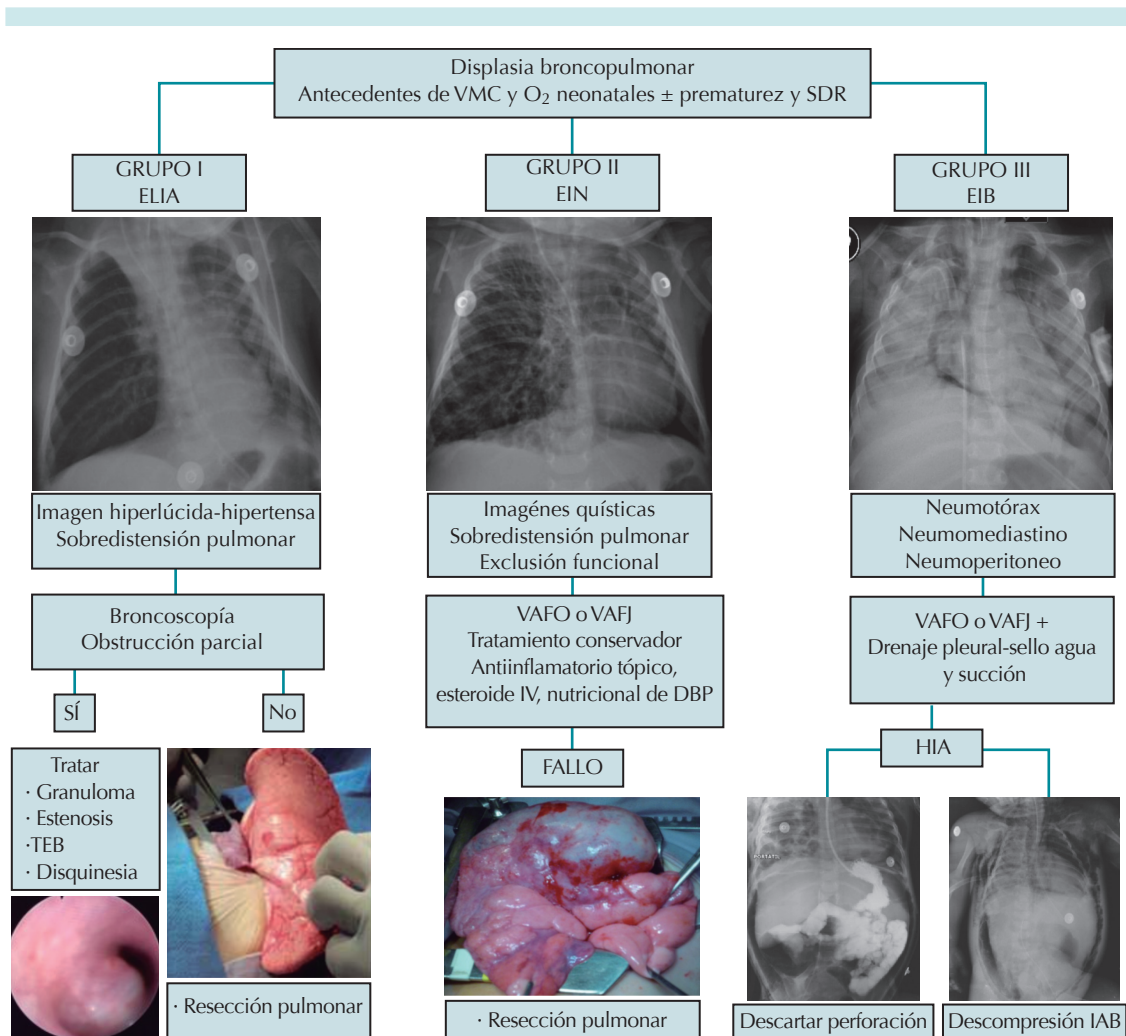 Displasia broncopulmonar
Antecedentes de VMC y O₂ neonatales ± prematurez y SDR
GRUPO I
ELIA
GRUPO II
EIN
GRUPO III
EIB
Imagen hiperlúcida-hipertensa
Sobredistensión pulmonar
Imagénes quísticas
Sobredistensión pulmonar
Exclusión funcional
Neumotórax
Neumomediastino
Neumoperitoneo
Broncoscopía
Obstrucción parcial
VAFO o VAFJ
Tratamiento conservador
Antiinflamatorio tópico,
esteroide IV, nutricional de DBP
VAFO o VAFJ +
Drenaje pleural-sello agua
y succión
SÍ
No
FALLO
HIA
Tratar
· Granuloma
· Estenosis
·TEB
· Disquinesia
PORTATIL
A
· Resección pulmonar
· Resección pulmonar
Descartar perforación
Descompresión IAB